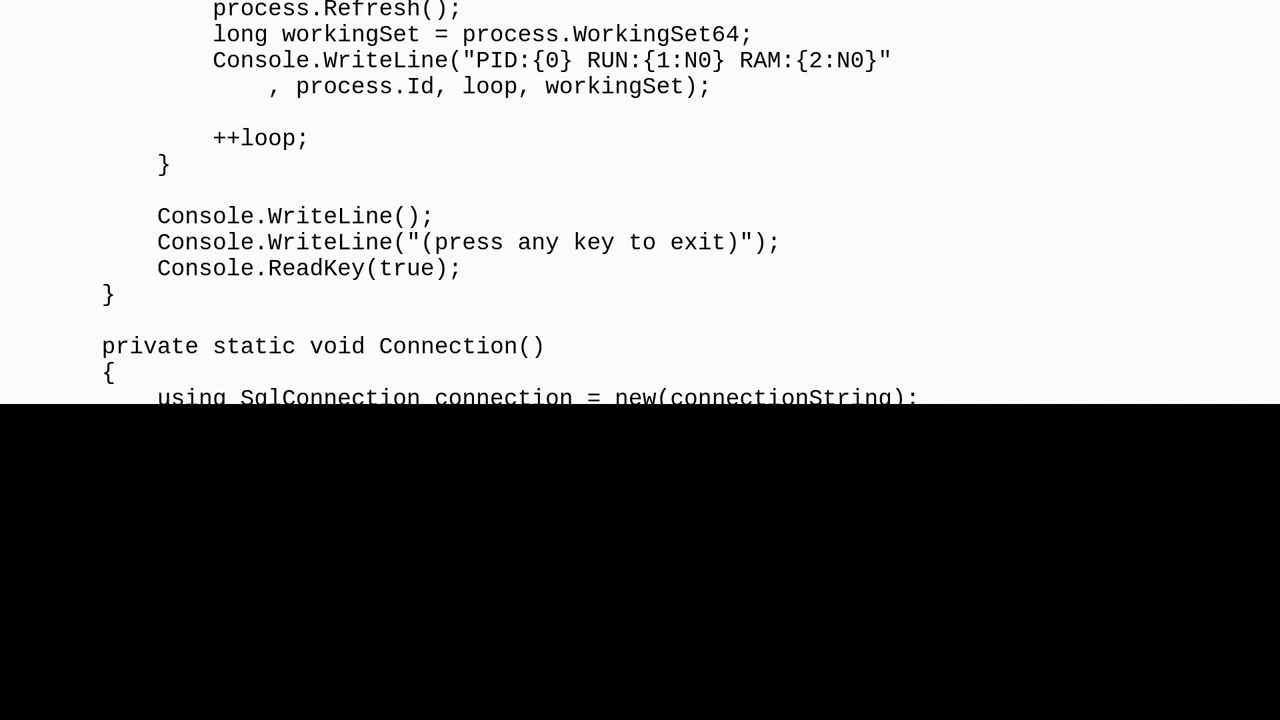 process.Refresh();
long workingSet = process.WorkingSet64;
Console.WriteLine("PID:{0} RUN:{1:N0} RAM:{2:N0}"
, process.Id, loop, workingSet);
++loop;
}
Console.WriteLine();
Console.WriteLine("(press any key to exit)");
Console.ReadKey(true);
}
private static void Connection()
{
using SqlConnection connection = new(connectionString);